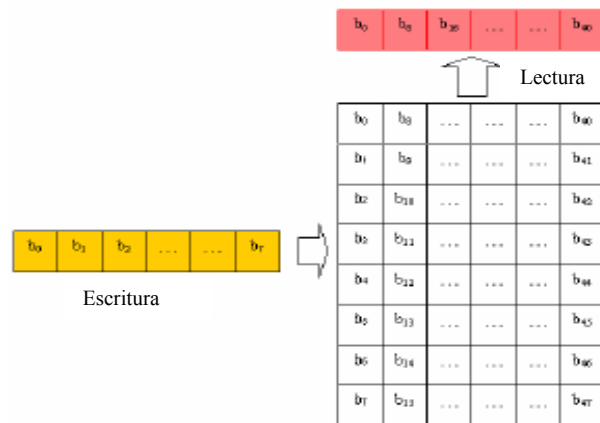 b₀ b₈ b₁₆ ... ... b₄₀
Lectura
b₀ b₈ ... ... ... b₄₀
b₁ b₉ ... ... ... b₄₁
b₂ b₁₀ ... ... ... b₄₂
b₃ b₁₁ ... ... ... b₄₃
b₄ b₁₂ ... ... ... b₄₄
b₅ b₁₃ ... ... ... b₄₅
b₆ b₁₄ ... ... ... b₄₆
b₇ b₁₅ ... ... ... b₄₇
b₀ b₁ b₂ ... ... b₇
Escritura